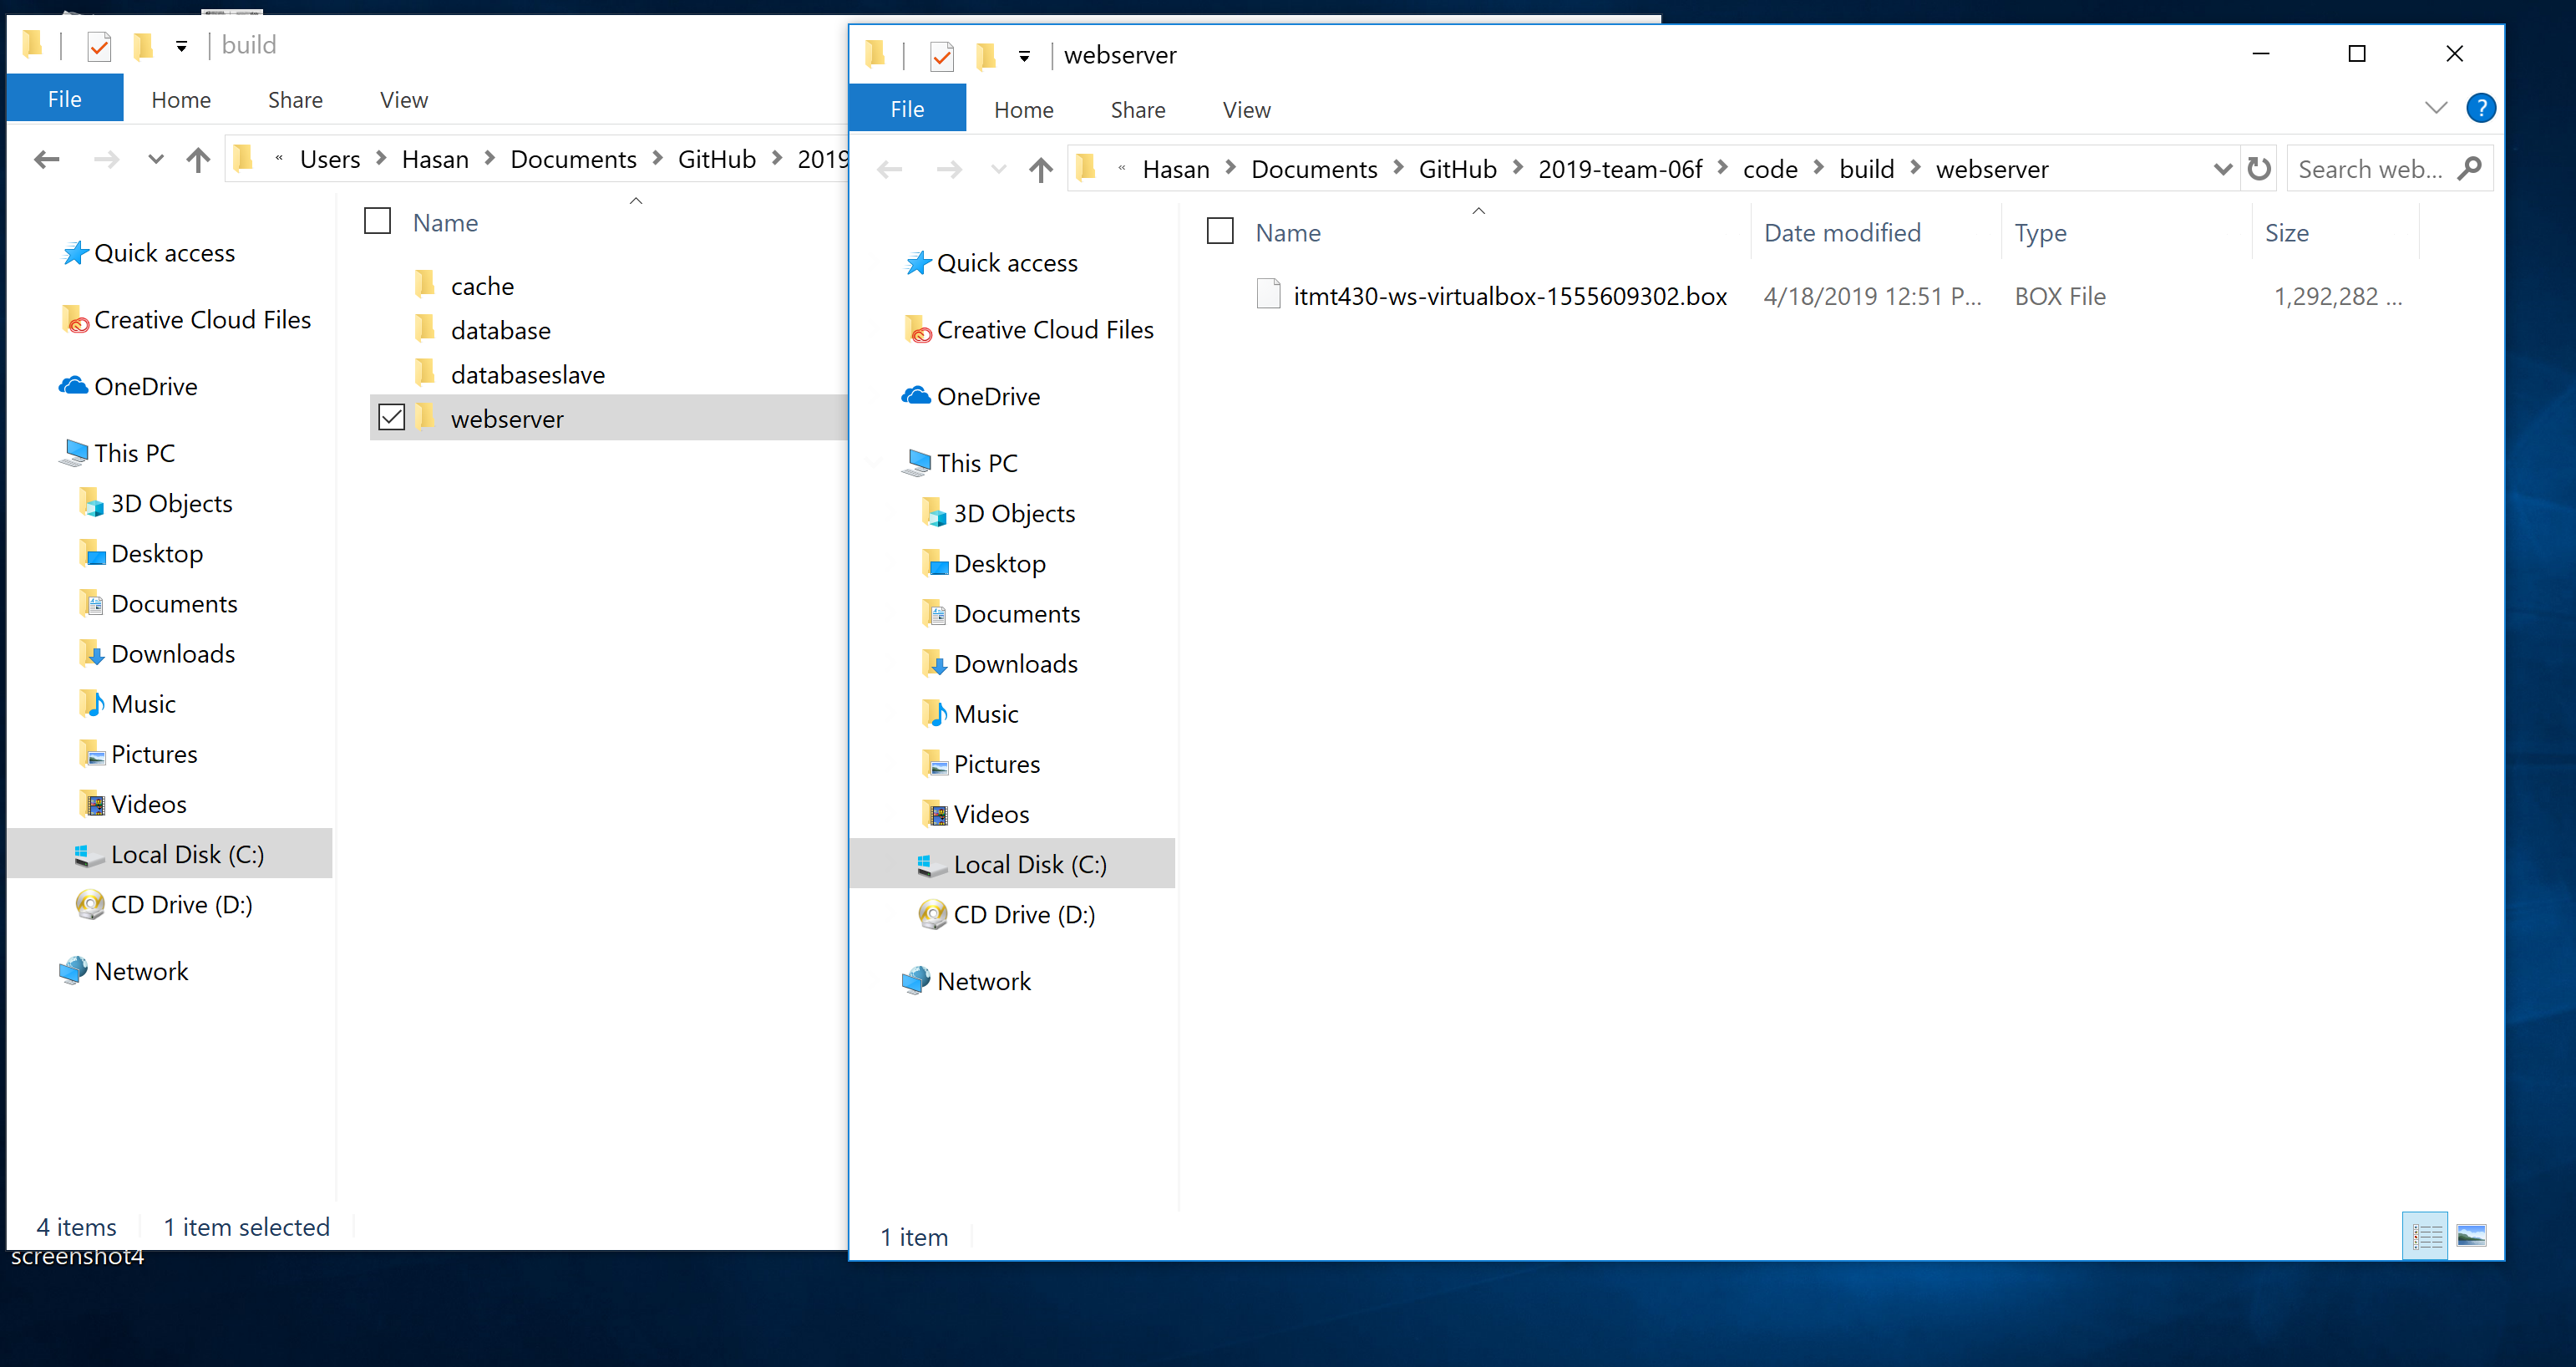 build
File Home Share View
« Users Hasan Documents GitHub 2019
Name
Quick access
Creative Cloud Files
OneDrive
This PC
3D Objects
Desktop
Documents
Downloads
Music
Pictures
Videos
Local Disk (C:)
CD Drive (D:)
Network
cache
database
databaseslave
webserver
4 items 1 item selected
screenshot4
webserver
File Home Share View
?
« Hasan Documents GitHub 2019-team-06f code build webserver
Search web...
Name Date modified Type Size
itmt430-ws-virtualbox-1555609302.box 4/18/2019 12:51 P... BOX File 1,292,282 ...
Quick access
Creative Cloud Files
OneDrive
This PC
3D Objects
Desktop
Documents
Downloads
Music
Pictures
Videos
Local Disk (C:)
CD Drive (D:)
Network
1 item